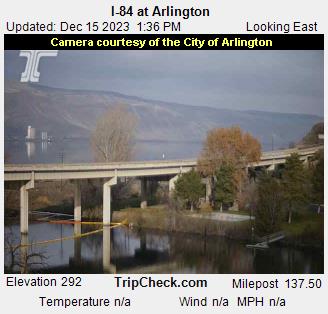 I-84 at Arlington
Updated: Dec 15 2023 1:36 PM Looking East
Camera courtesy of the City of Arlington
Elevation 292 TripCheck.com Milepost 137.50
Temperature n/a Wind n/a MPH n/a